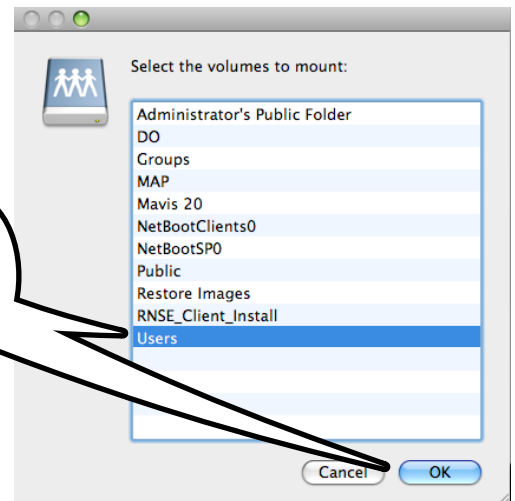 Select the volumes to mount:
Administrator's Public Folder
DO
Groups
MAP
Mavis 20
NetBootClients0
NetBootSP0
Public
Restore Images
RNSE_Client_Install
Users
Cancel
OK